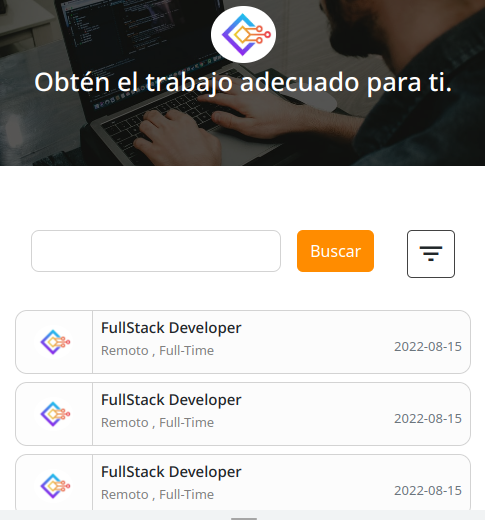 Obtén el trabajo adecuado para ti.
Buscar
FullStack Developer
Remoto , Full-Time
2022-08-15
FullStack Developer
Remoto , Full-Time
2022-08-15
FullStack Developer
Remoto , Full-Time
2022-08-15